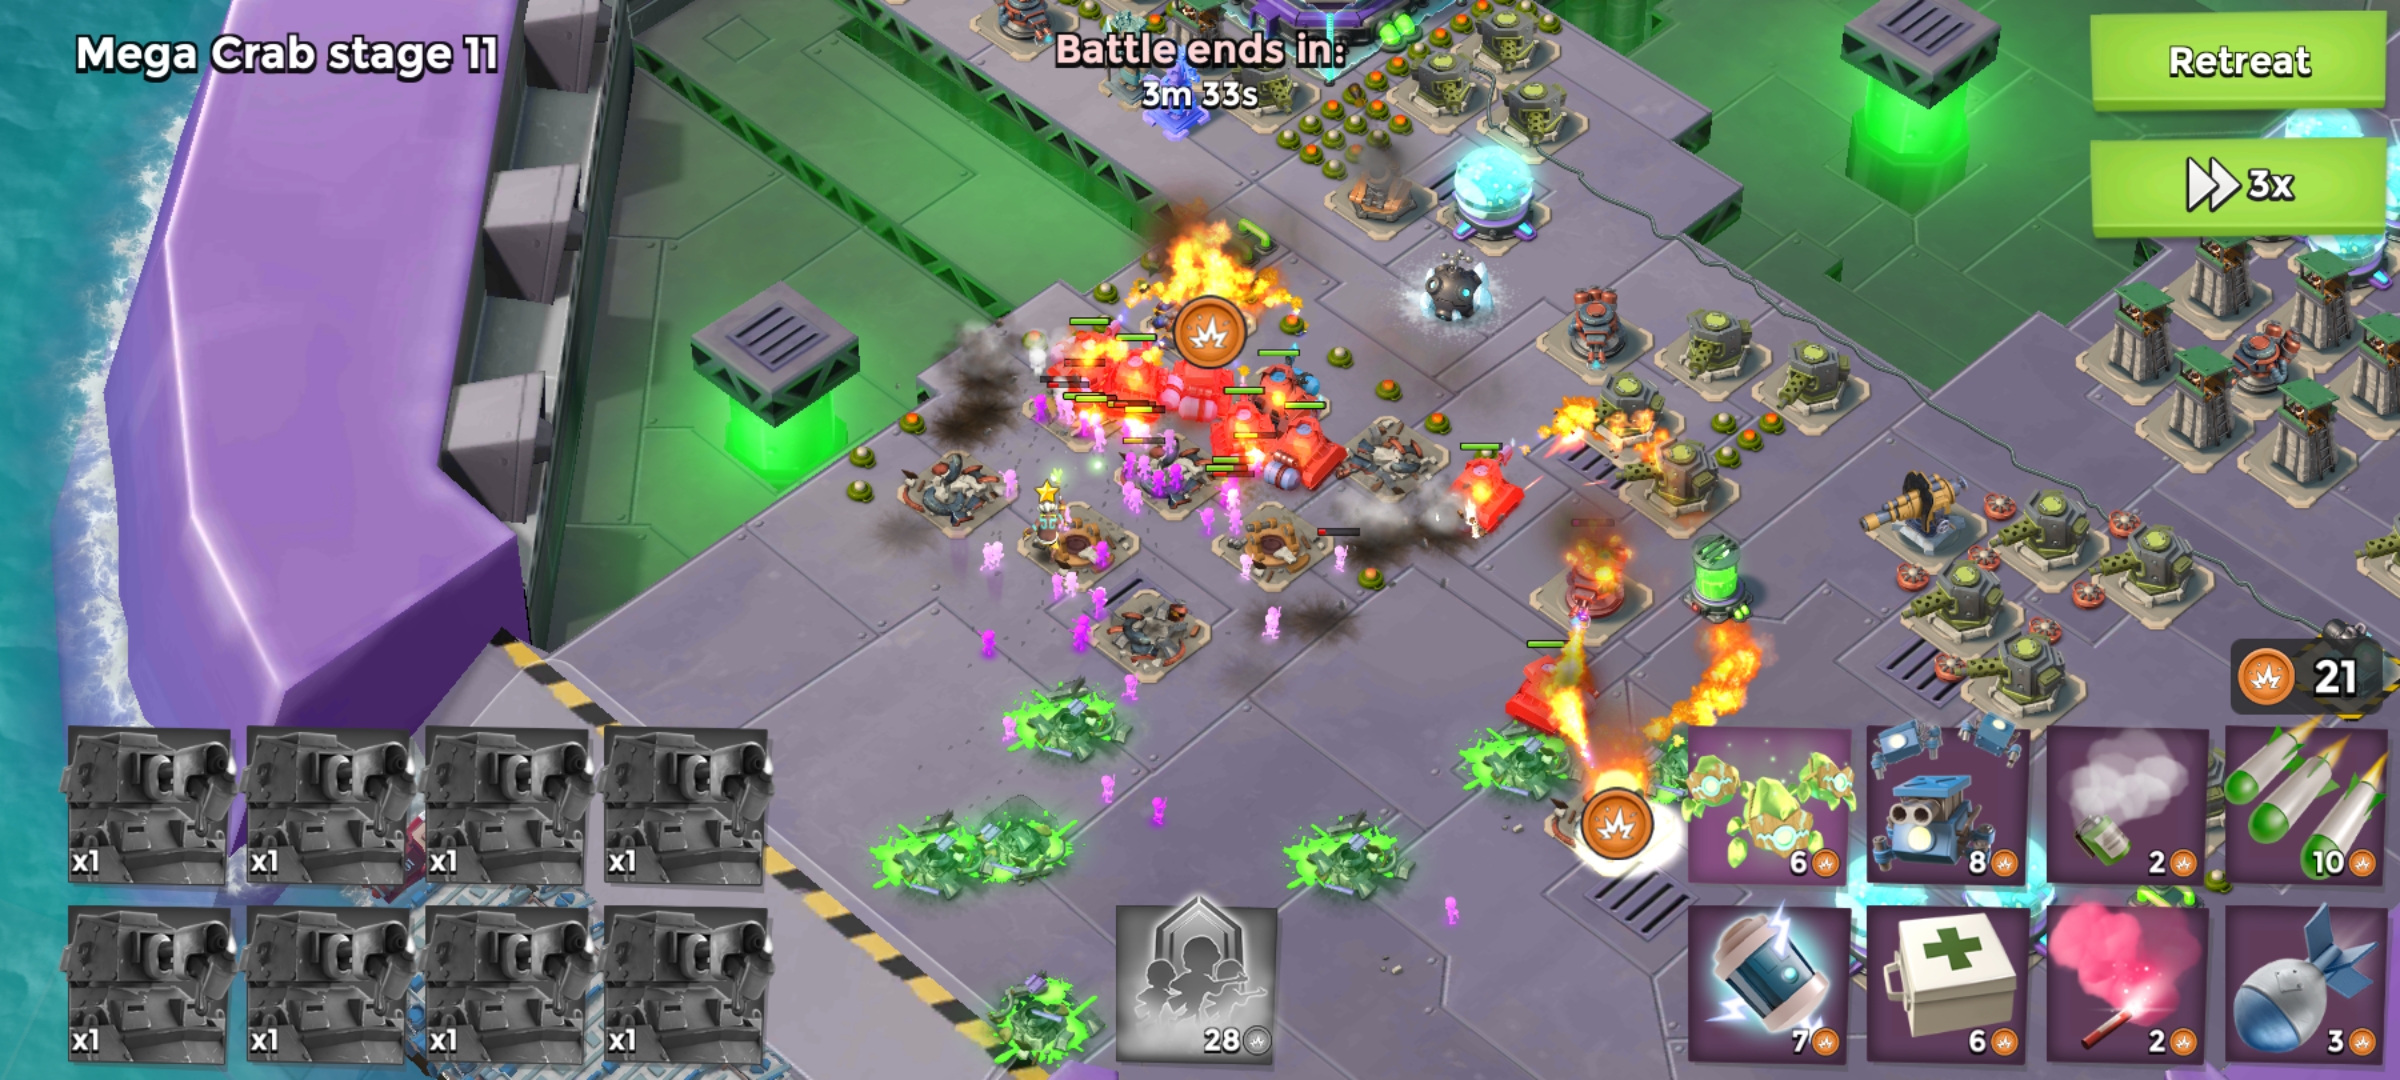 Mega Crab stage 11
Battle ends in:
3m 33s
Retreat
3x
21
x1
x1
x1
x1
6
8
2
10
x1
x1
x1
x1
28
7
6
2
3